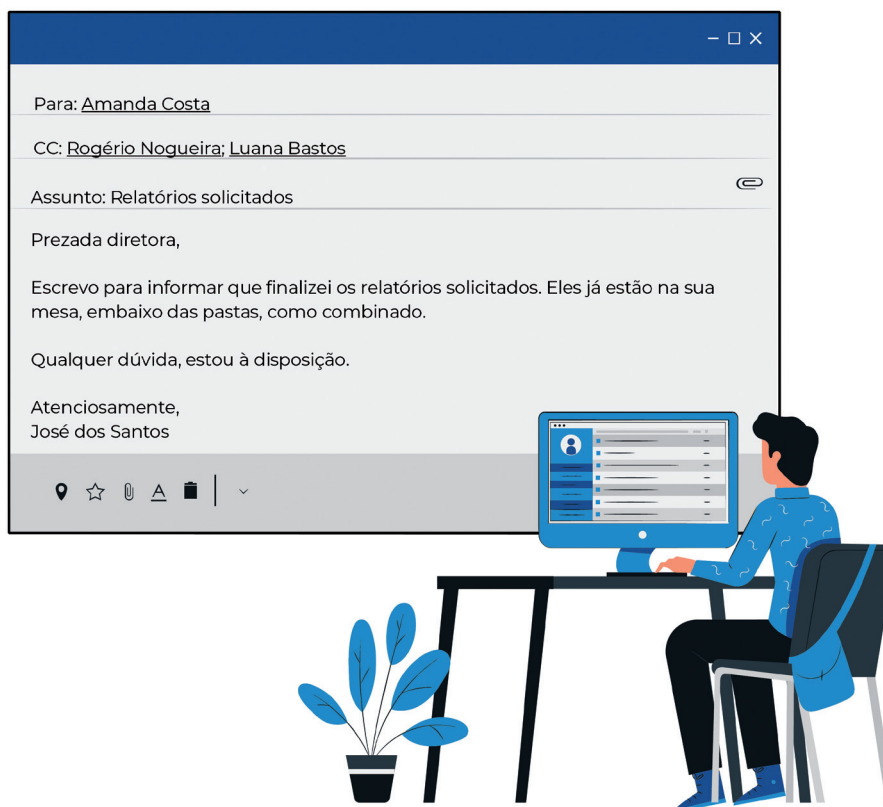 Para: Amanda Costa
CC: Rogério Nogueira; Luana Bastos
Assunto: Relatórios solicitados
Prezada diretora,
Escrevo para informar que finalizei os relatórios solicitados. Eles já estão na sua
mesa, embaixo das pastas, como combinado.
Qualquer dúvida, estou à disposição.
Atenciosamente,
José dos Santos
A